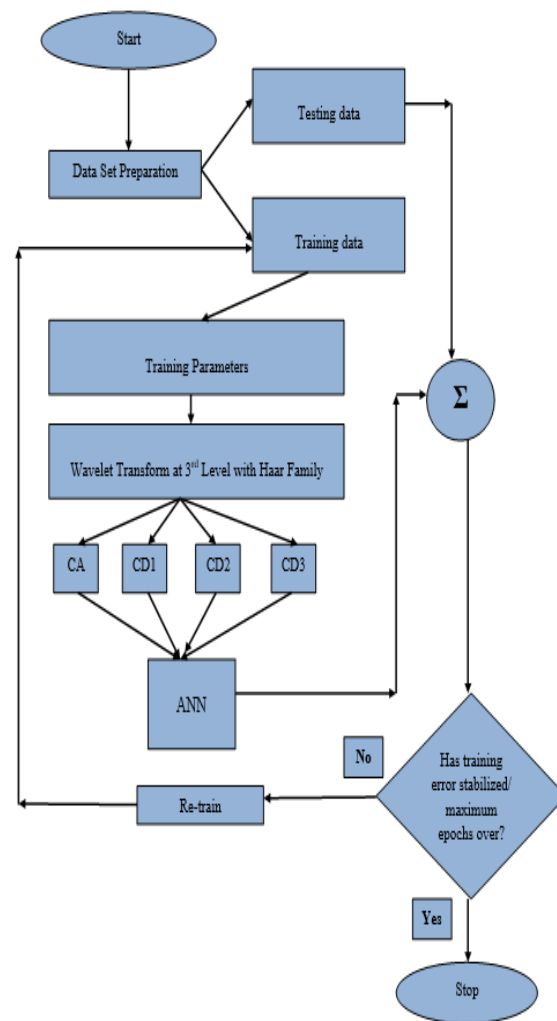 Start
Testing data
Data Set Preparation
Training data
Training Parameters
Σ
Wavelet Transform at 3rd Level with Haar Family
CA
CD1
CD2
CD3
ANN
No
Has training
error stabilized/
maximum
epochs over?
Re-train
Yes
Stop